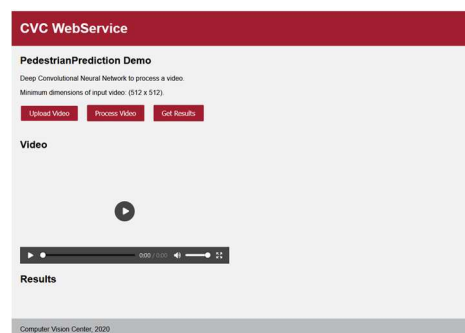 CVC WebService
PedestrianPrediction Demo
Deep Convolutional Neural Network to process a video.
Minimum dimensions of input video: (512 x 512).
Upload Video Process Video Get Results
Video
0:00 / 0:00
Results
Computer Vision Center, 2020